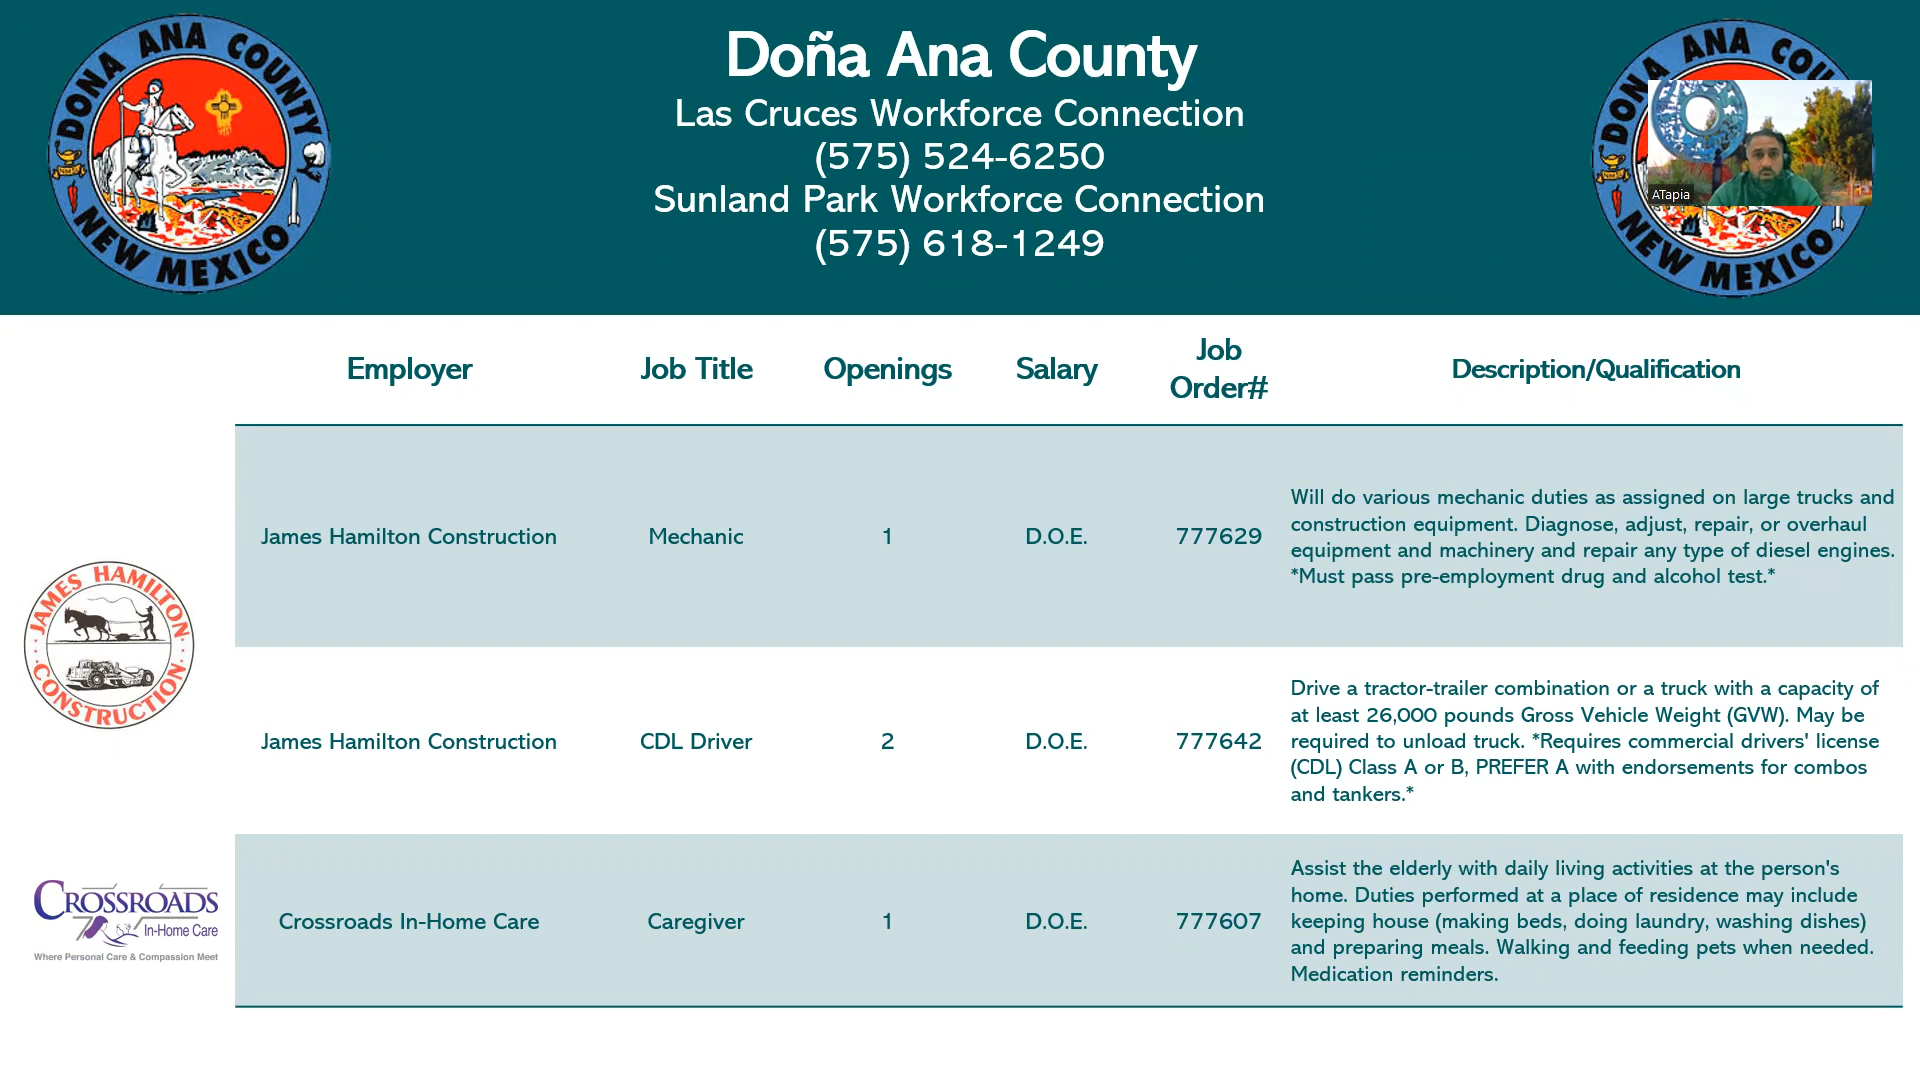 DONA ANA COUNTY
NEW MEXICO
Doña Ana County
Las Cruces Workforce Connection
(575) 524-6250
Sunland Park Workforce Connection
(575) 618-1249
DONA ANA COU
NEW MEXICO
ATapia
Employer
Job Title
Openings
Salary
Job
Order#
Description/Qualification
James Hamilton Construction
Mechanic
1
D.O.E.
777629
Will do various mechanic duties as assigned on large trucks and
construction equipment. Diagnose, adjust, repair, or overhaul
equipment and machinery and repair any type of diesel engines.
*Must pass pre-employment drug and alcohol test.*
JAMES HAMILTON
CONSTRUCTION
James Hamilton Construction
CDL Driver
2
D.O.E.
777642
Drive a tractor-trailer combination or a truck with a capacity of
at least 26,000 pounds Gross Vehicle Weight (GVW). May be
required to unload truck. *Requires commercial drivers' license
(CDL) Class A or B, PREFER A with endorsements for combos
and tankers.*
CROSSROADS
In-Home Care
Where Personal Care & Compassion Meet
Crossroads In-Home Care
Caregiver
1
D.O.E.
777607
Assist the elderly with daily living activities at the person's
home. Duties performed at a place of residence may include
keeping house (making beds, doing laundry, washing dishes)
and preparing meals. Walking and feeding pets when needed.
Medication reminders.